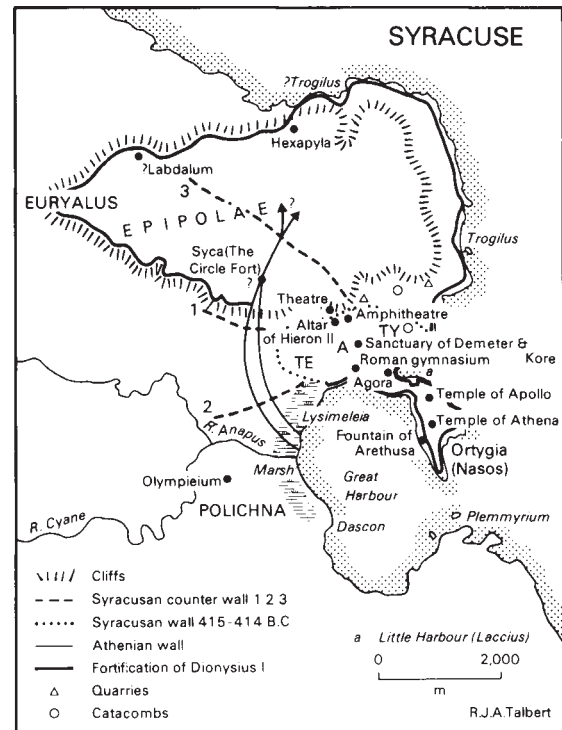 SYRACUSE
?Trogilus
Hexapyla
?Labdalum
EURYALUS
3
EPIPOLAE
?
Trogilus
Syca(The
Circle Fort)
?
1
Theatre
Amphitheatre
Altar
of Hieron II
TY
A
Sanctuary of Demeter &
Kore
TE
Roman gymnasium
Agora
a
2
Lysimeleia
Temple of Apollo
R. Anapus
Temple of Athena
Fountain of
Arethusa
Ortygia
(Nasos)
Marsh
Great
Harbour
Olympieium
POLICHNA
Plemmyrium
R. Cyane
Dascon
Cliffs
Syracusan counter wall 1 2 3
Syracusan wall 415-414 B.C
Athenian wall
Fortification of Dionysius I
Quarries
Catacombs
a Little Harbour (Laccius)
0 2,000
m
R.J.A.Talbert